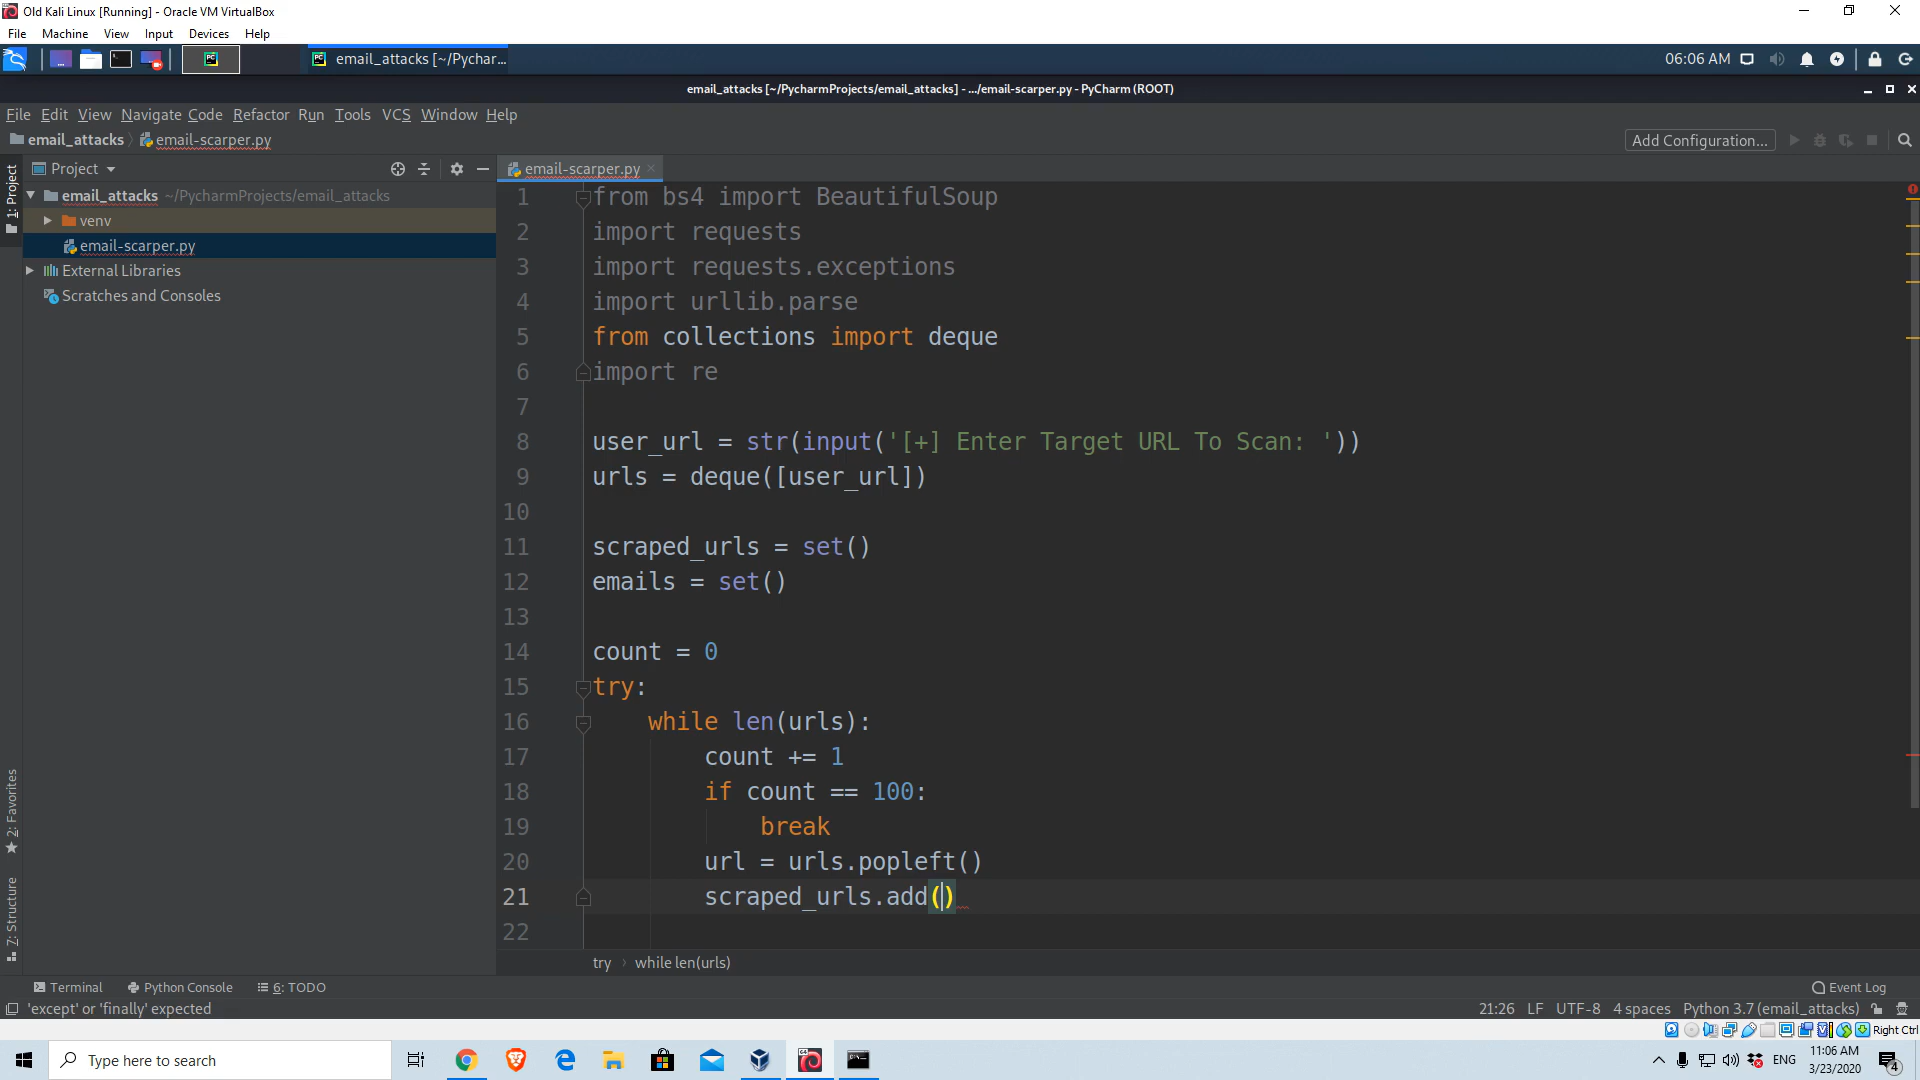 Old Kali Linux [Running] - Oracle VM VirtualBox
File Machine View Input Devices Help
email_attacks [~/Pychar...
06:06 AM
email_attacks [~/PycharmProjects/email_attacks] - .../email-scarper.py - PyCharm (ROOT)
File Edit View Navigate Code Refactor Run Tools VCS Window Help
email_attacks email-scarper.py
Add Configuration...
Project
email-scarper.py
1: Project
email_attacks ~/PycharmProjects/email_attacks
venv
email-scarper.py
External Libraries
Scratches and Consoles
1 from bs4 import BeautifulSoup
2 import requests
3 import requests.exceptions
4 import urllib.parse
5 from collections import deque
6 import re
7
8 user_url = str(input('[+] Enter Target URL To Scan: '))
9 urls = deque([user_url])
10
11 scraped_urls = set()
12 emails = set()
13
14 count = 0
15 try:
16 while len(urls):
17 count += 1
18 if count == 100:
19 break
20 url = urls.popleft()
21 scraped_urls.add()
22
2: Favorites
7: Structure
try › while len(urls)
Terminal Python Console 6: TODO
Event Log
'except' or 'finally' expected
21:26 LF UTF-8 4 spaces Python 3.7 (email_attacks)
Right Ctrl
Type here to search
ENG
11:06 AM
3/23/2020
4